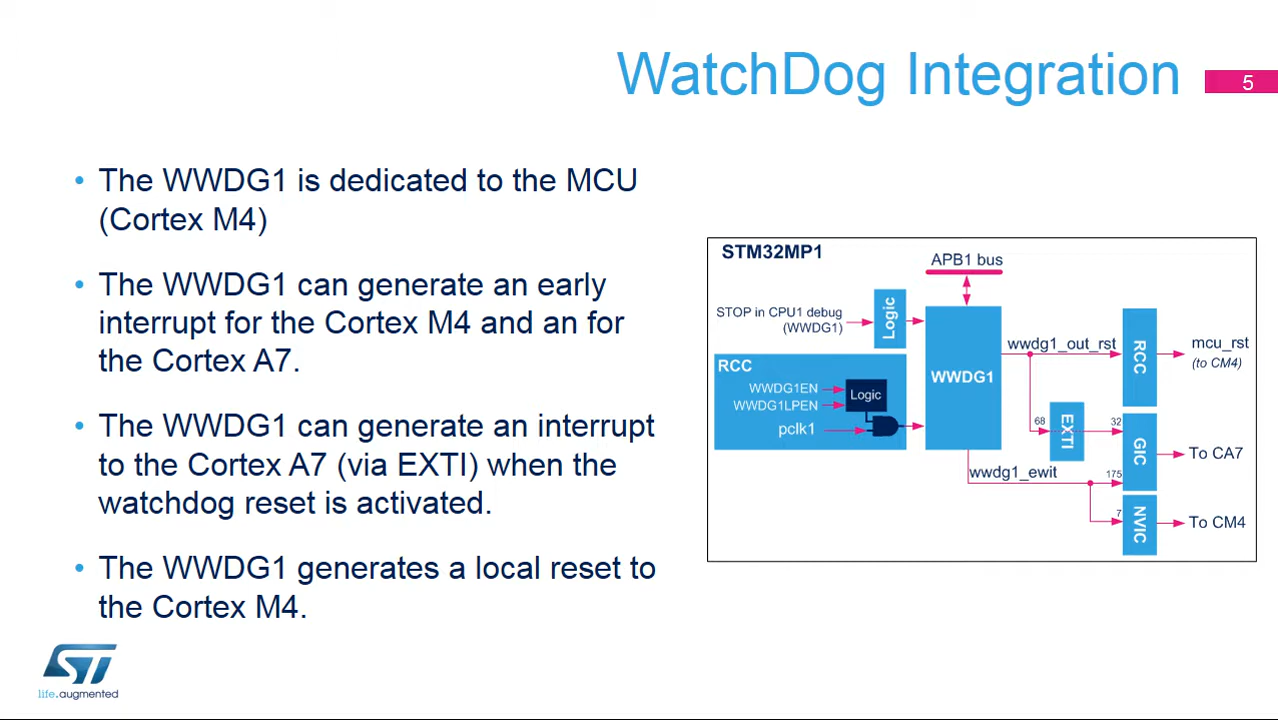 WatchDog Integration
5
• The WWDG1 is dedicated to the MCU
(Cortex M4)
• The WWDG1 can generate an early
interrupt for the Cortex M4 and an for
the Cortex A7.
• The WWDG1 can generate an interrupt
to the Cortex A7 (via EXTI) when the
watchdog reset is activated.
• The WWDG1 generates a local reset to
the Cortex M4.
STM32MP1
APB1 bus
STOP in CPU1 debug
(WWDG1)
Logic
RCC
WWDG1EN
WWDG1LPEN
pclk1
Logic
WWDG1
wwdg1_out_rst
RCC
mcu_rst
(to CM4)
68
EXTI
32
GIC
To CA7
wwdg1_ewit
175
7
NVIC
To CM4
ST
life.augmented